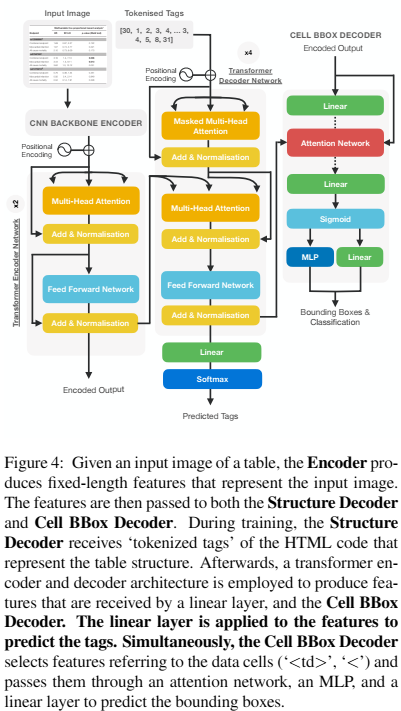 Input Image
Tokenised Tags
[30, 1, 2, 3, 4, ... 3,
4, 5, 8, 31]
CNN BACKBONE ENCODER
Positional
Encoding
x2
Transformer Encoder Network
Multi-Head Attention
Add & Normalisation
Feed Forward Network
Add & Normalisation
Encoded Output
x4
Transformer
Decoder Network
Positional
Encoding
Masked Multi-Head
Attention
Add & Normalisation
Multi-Head Attention
Add & Normalisation
Feed Forward Network
Add & Normalisation
Linear
Softmax
Predicted Tags
CELL BBOX DECODER
Encoded Output
Linear
Attention Network
Linear
Sigmoid
MLP
Linear
Bounding Boxes &
Classification
Figure 4: Given an input image of a table, the Encoder pro-
duces fixed-length features that represent the input image.
The features are then passed to both the Structure Decoder
and Cell BBox Decoder. During training, the Structure
Decoder receives ‘tokenized tags’ of the HTML code that
represent the table structure. Afterwards, a transformer en-
coder and decoder architecture is employed to produce fea-
tures that are received by a linear layer, and the Cell BBox
Decoder. The linear layer is applied to the features to
predict the tags. Simultaneously, the Cell BBox Decoder
selects features referring to the data cells (‘<td>’, ‘<’) and
passes them through an attention network, an MLP, and a
linear layer to predict the bounding boxes.